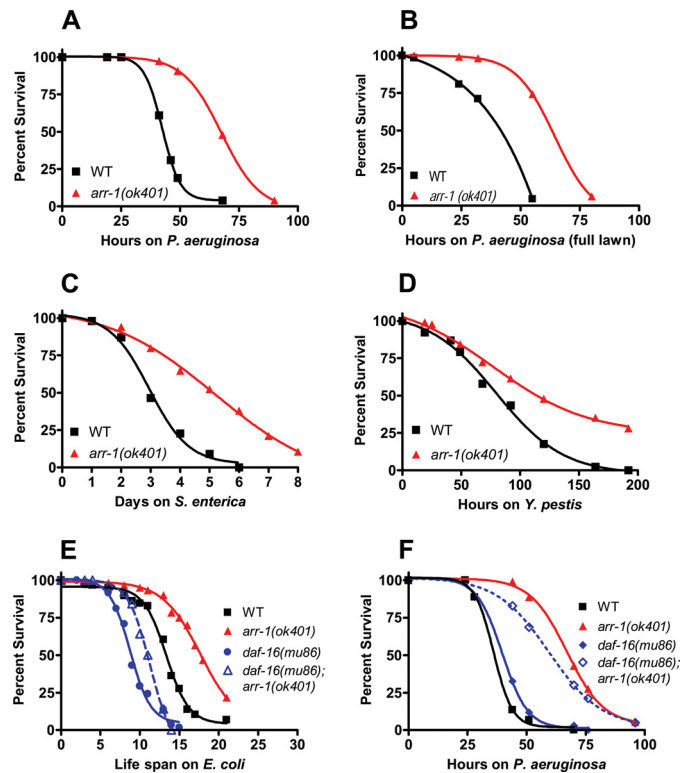 A
Percent Survival
100
75
50
25
0
WT
arr-1(ok401)
0 25 50 75 100
Hours on P. aeruginosa
B
Percent Survival
100
75
50
25
0
WT
arr-1 (ok401)
0 25 50 75 100
Hours on P. aeruginosa (full lawn)
C
Percent Survival
100
75
50
25
0
WT
arr-1(ok401)
0 1 2 3 4 5 6 7 8
Days on S. enterica
D
Percent Survival
100
75
50
25
0
WT
arr-1(ok401)
0 50 100 150 200
Hours on Y. pestis
E
Percent Survival
100
75
50
25
0
WT
arr-1(ok401)
daf-16(mu86)
daf-16(mu86);
arr-1(ok401)
0 5 10 15 20 25 30
Life span on E. coli
F
Percent Survival
100
75
50
25
0
WT
arr-1(ok401)
daf-16(mu86)
daf-16(mu86);
arr-1(ok401)
0 25 50 75 100
Hours on P. aeruginosa